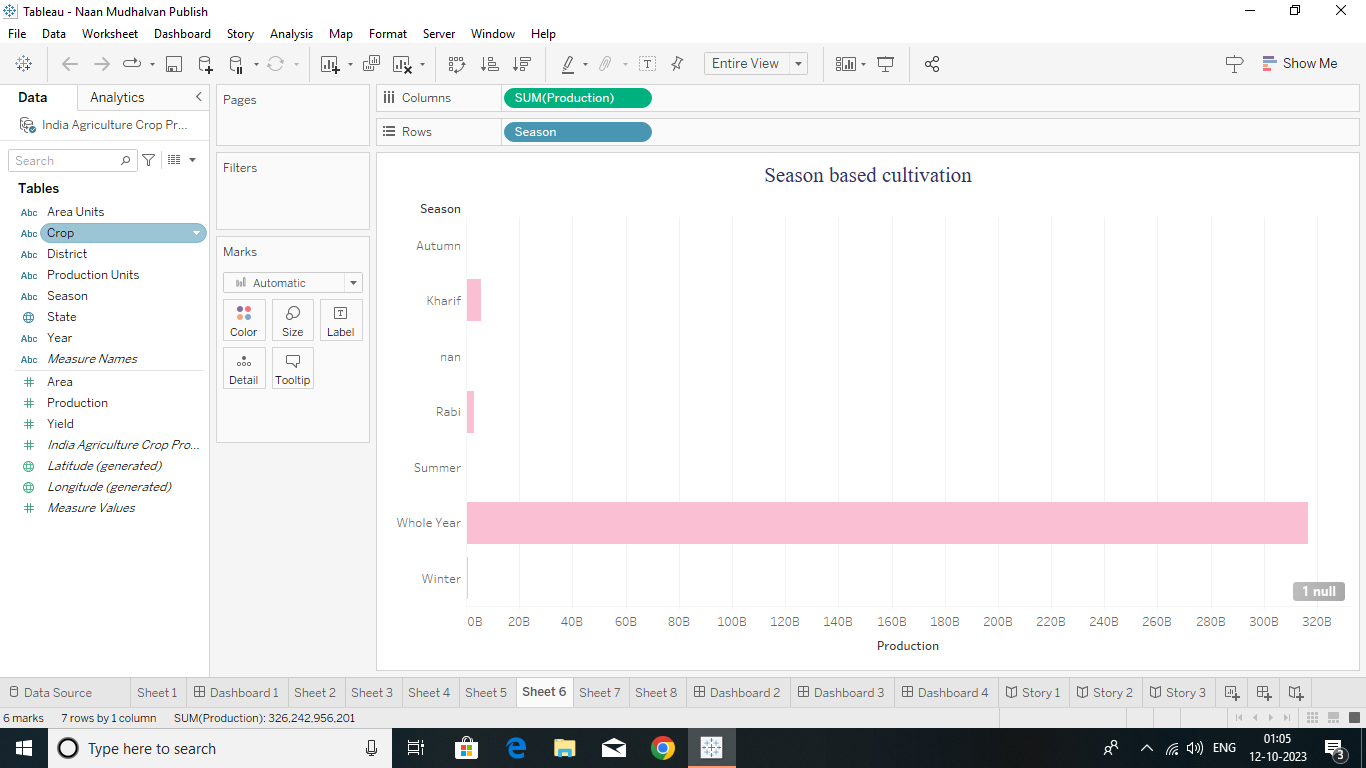 Tableau - Naan Mudhalvan Publish
File Data Worksheet Dashboard Story Analysis Map Format Server Window Help
Entire View
Show Me
Data Analytics
India Agriculture Crop Pr...
Search
Tables
Abc Area Units
Abc Crop
Abc District
Abc Production Units
Abc Season
State
Abc Year
Abc Measure Names
Area
Production
Yield
India Agriculture Crop Pro...
Latitude (generated)
Longitude (generated)
Measure Values
Pages
Filters
Marks
Automatic
Color Size Label
Detail Tooltip
Columns SUM(Production)
Rows Season
Season based cultivation
Season
Autumn
Kharif
nan
Rabi
Summer
Whole Year
Winter
1 null
0B 20B 40B 60B 80B 100B 120B 140B 160B 180B 200B 220B 240B 260B 280B 300B 320B
Production
Data Source Sheet 1 Dashboard 1 Sheet 2 Sheet 3 Sheet 4 Sheet 5 Sheet 6 Sheet 7 Sheet 8 Dashboard 2 Dashboard 3 Dashboard 4 Story 1 Story 2 Story 3
6 marks 7 rows by 1 column SUM(Production): 326,242,956,201
Type here to search
ENG
01:05
12-10-2023
3